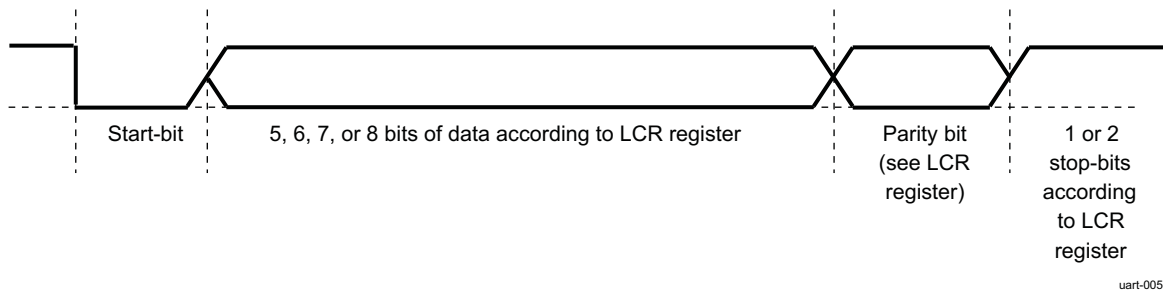 Start-bit
5, 6, 7, or 8 bits of data according to LCR register
Parity bit
(see LCR
register)
1 or 2
stop-bits
according
to LCR
register
uart-005